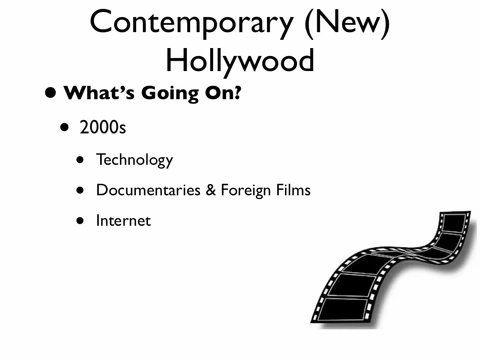 Contemporary (New)
Hollywood
• What's Going On?
• 2000s
• Technology
• Documentaries & Foreign Films
• Internet